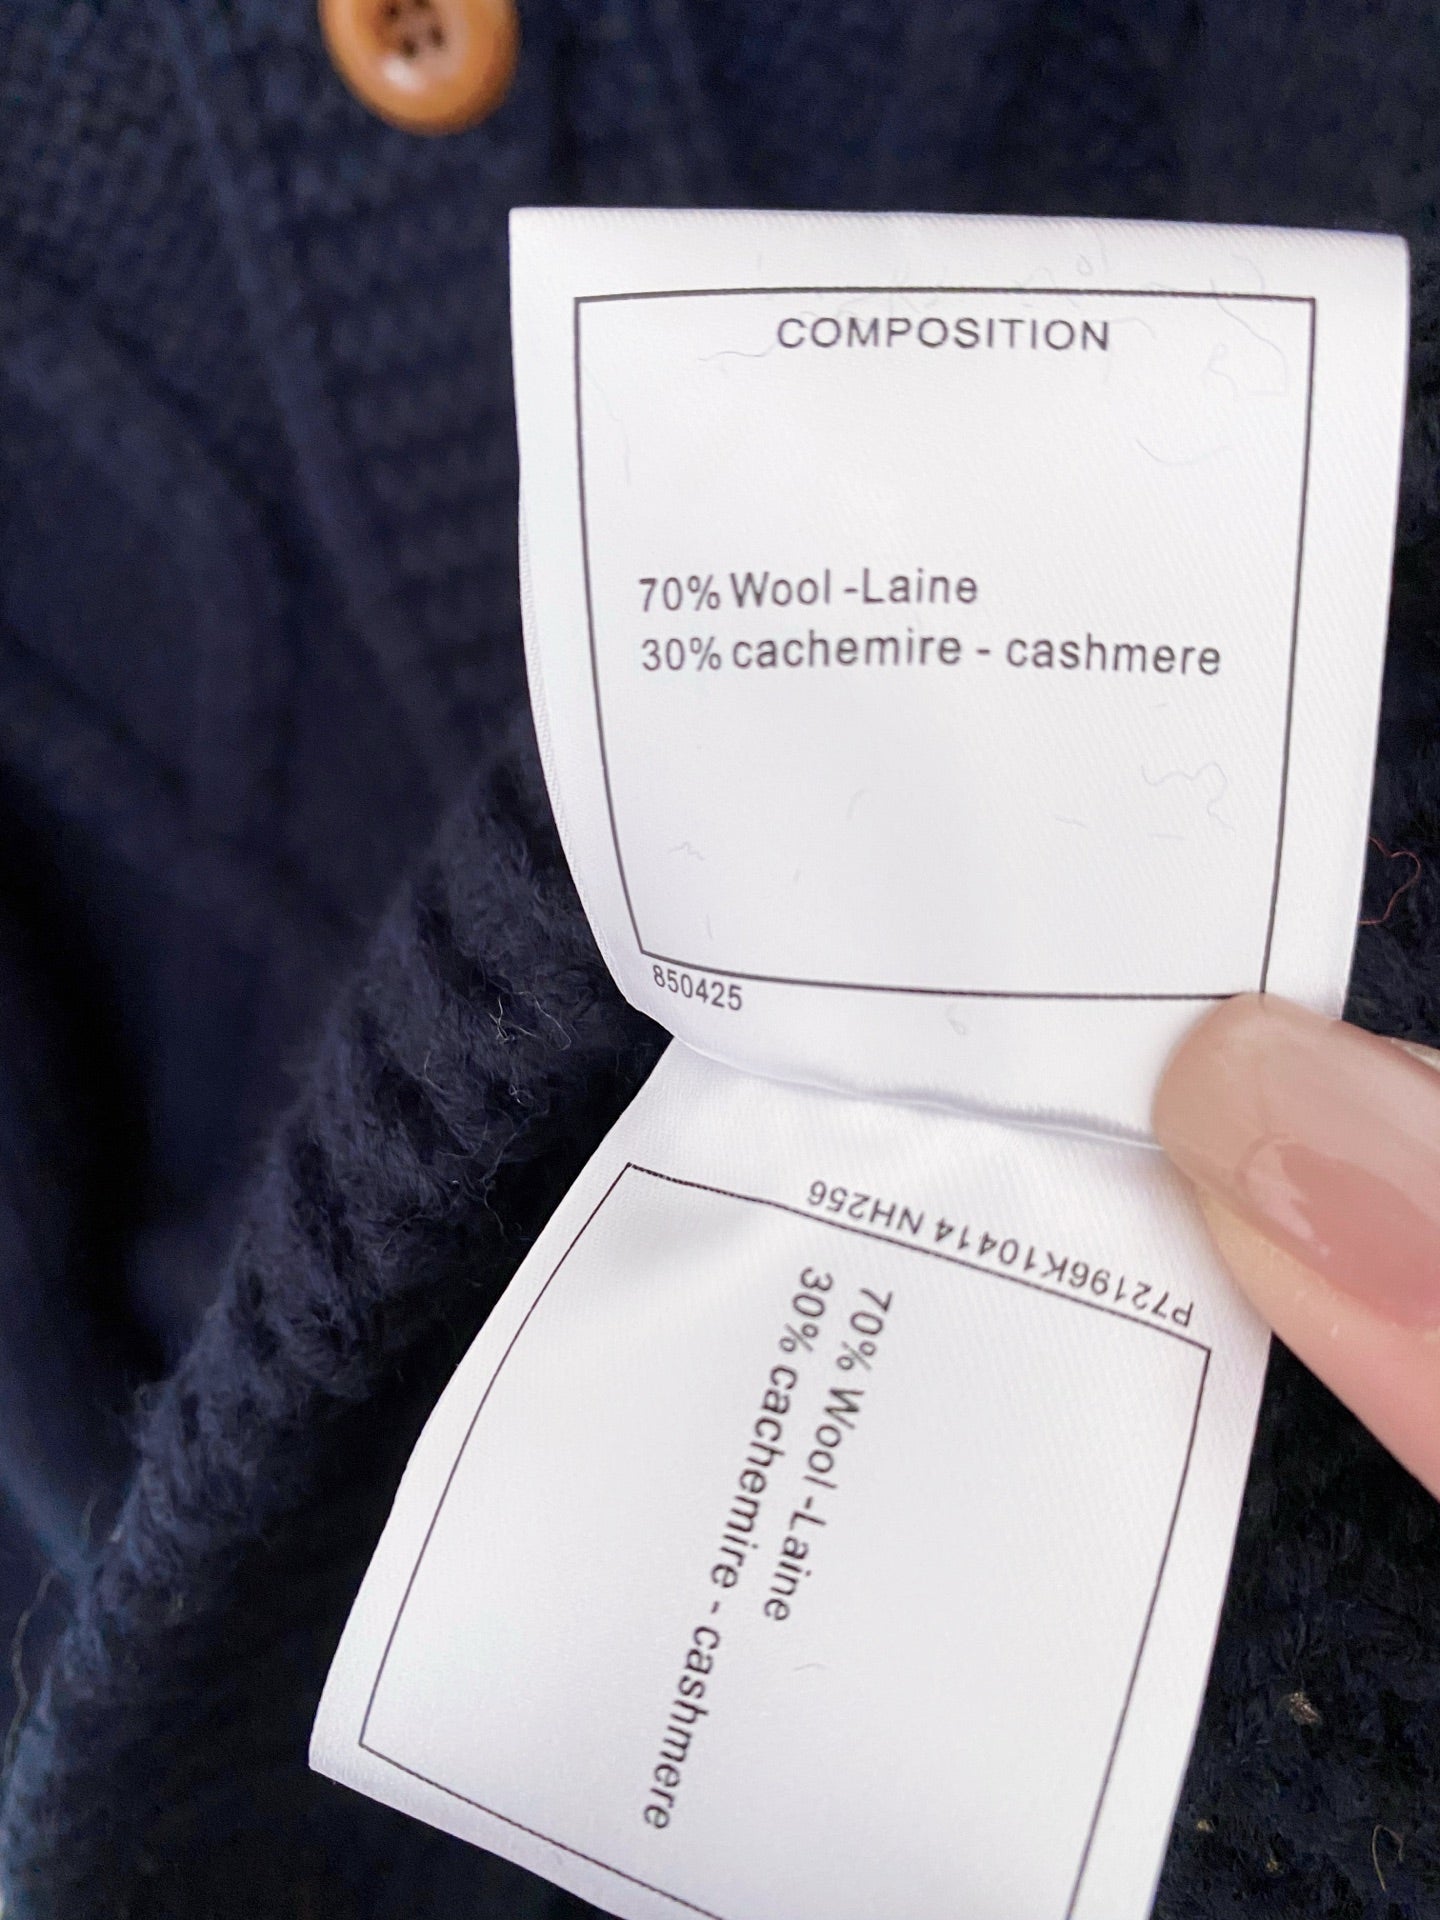 COMPOSITION
70% Wool -Laine
30% cachemire - cashmere
850425
P72196K10414 NH256
70% Wool -Laine
30% cachemire - cashmere